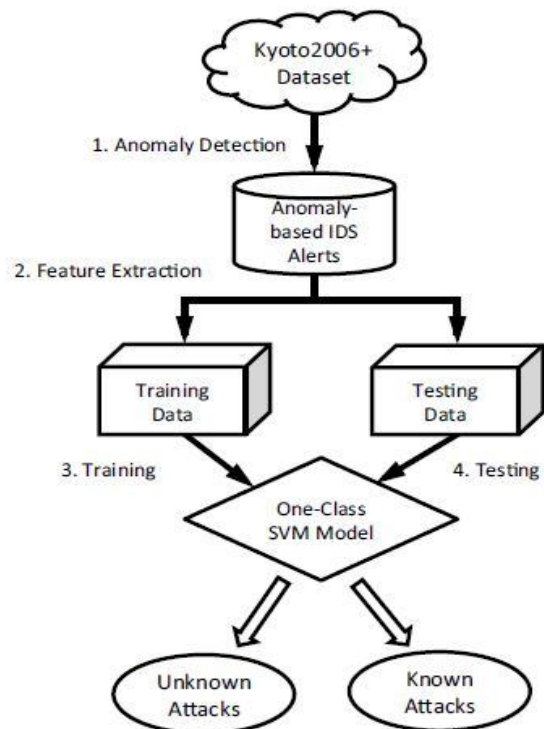 Kyoto2006+
Dataset
1. Anomaly Detection
Anomaly-
based IDS
Alerts
2. Feature Extraction
Training
Data
Testing
Data
3. Training
4. Testing
One-Class
SVM Model
Unknown
Attacks
Known
Attacks